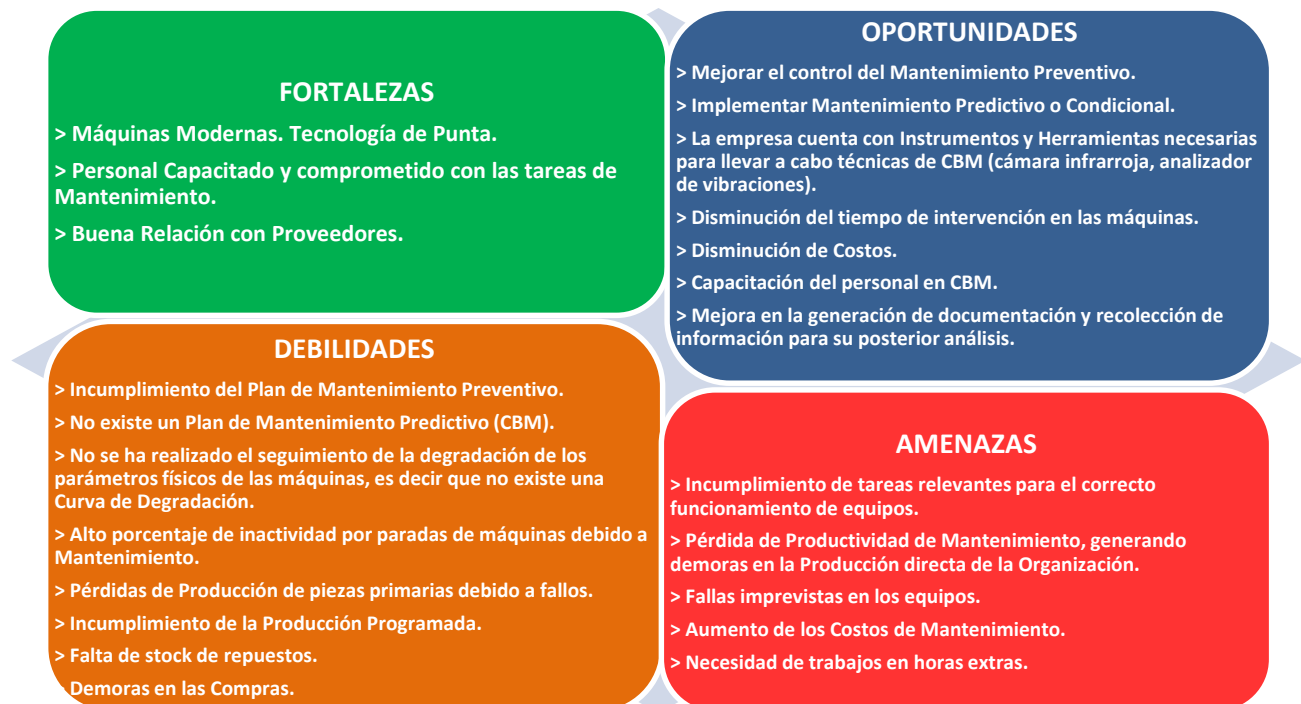 FORTALEZAS
> Máquinas Modernas. Tecnología de Punta.
> Personal Capacitado y comprometido con las tareas de
Mantenimiento.
> Buena Relación con Proveedores.
OPORTUNIDADES
> Mejorar el control del Mantenimiento Preventivo.
> Implementar Mantenimiento Predictivo o Condicional.
> La empresa cuenta con Instrumentos y Herramientas necesarias
para llevar a cabo técnicas de CBM (cámara infrarroja, analizador
de vibraciones).
> Disminución del tiempo de intervención en las máquinas.
> Disminución de Costos.
> Capacitación del personal en CBM.
> Mejora en la generación de documentación y recolección de
información para su posterior análisis.
DEBILIDADES
> Incumplimiento del Plan de Mantenimiento Preventivo.
> No existe un Plan de Mantenimiento Predictivo (CBM).
> No se ha realizado el seguimiento de la degradación de los
parámetros físicos de las máquinas, es decir que no existe una
Curva de Degradación.
> Alto porcentaje de inactividad por paradas de máquinas debido a
Mantenimiento.
> Pérdidas de Producción de piezas primarias debido a fallos.
> Incumplimiento de la Producción Programada.
> Falta de stock de repuestos.
> Demoras en las Compras.
AMENAZAS
> Incumplimiento de tareas relevantes para el correcto
funcionamiento de equipos.
> Pérdida de Productividad de Mantenimiento, generando
demoras en la Producción directa de la Organización.
> Fallas imprevistas en los equipos.
> Aumento de los Costos de Mantenimiento.
> Necesidad de trabajos en horas extras.